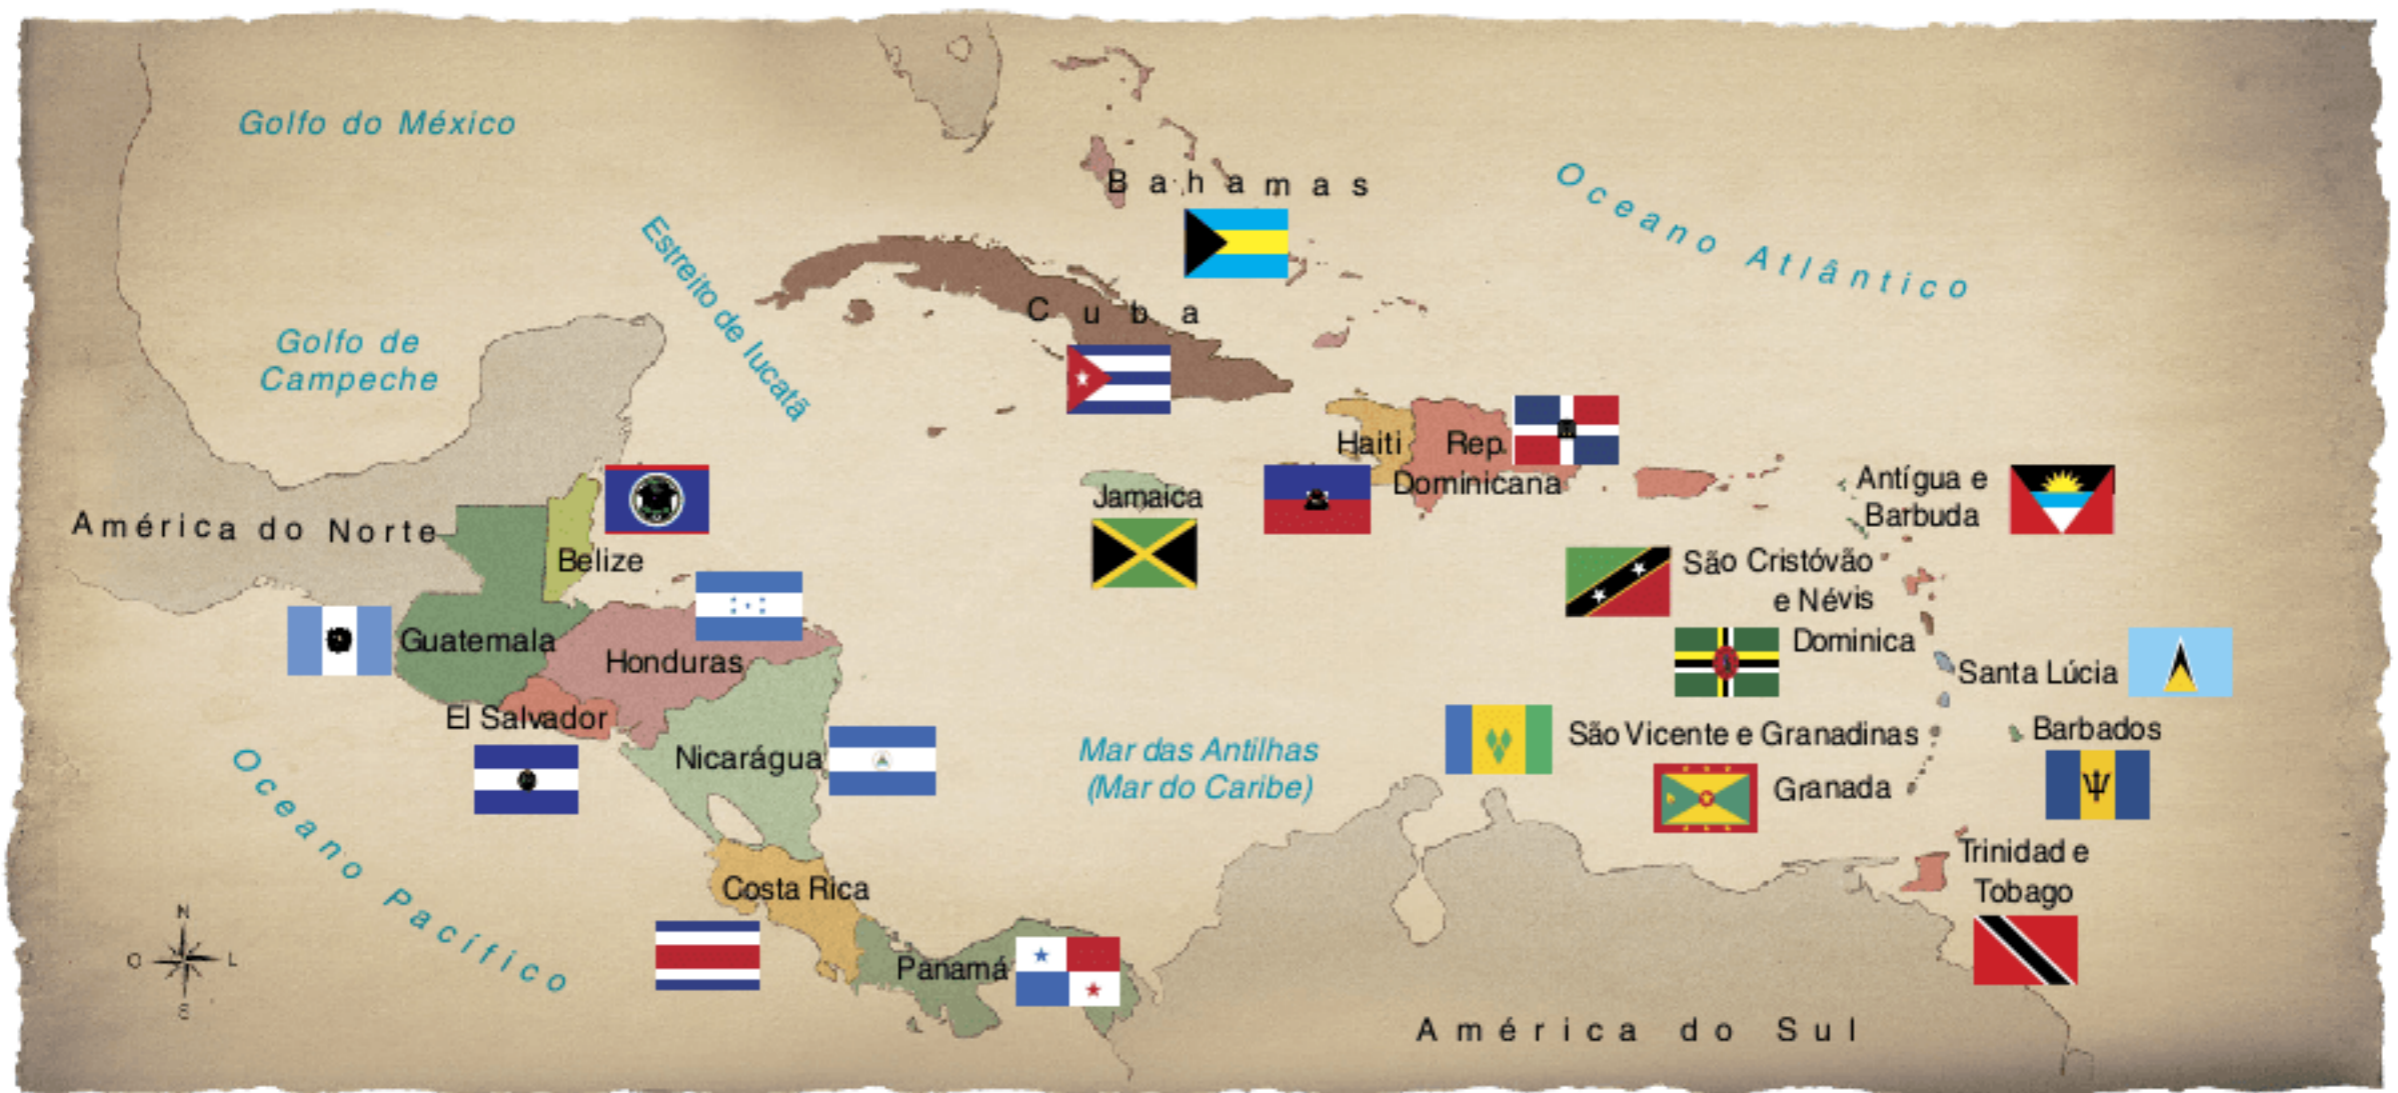 Golfo do México
Bahamas
Oceano Atlântico
Estreito de Iucatã
Cuba
Golfo de
Campeche
Haiti
Rep.
Dominicana
Jamaica
Antígua e
Barbuda
América do Norte
Belize
São Cristóvão
e Névis
Guatemala
Honduras
Dominica
Santa Lúcia
El Salvador
Nicarágua
Mar das Antilhas
(Mar do Caribe)
São Vicente e Granadinas
Barbados
Granada
Oceano Pacífico
Costa Rica
Trinidad e
Tobago
N
O
L
S
Panamá
América do Sul